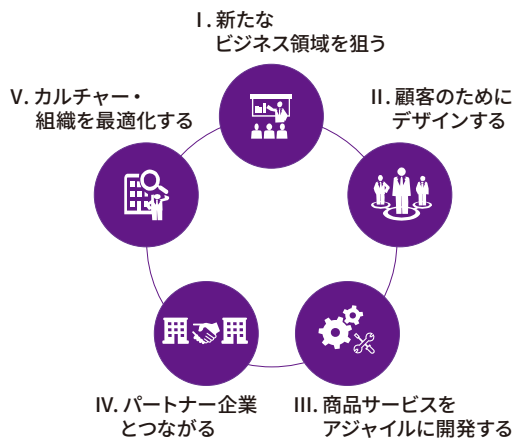 I. 新たな
ビジネス領域を狙う
II. 顧客のために
デザインする
III. 商品サービスを
アジャイルに開発する
IV. パートナー企業
とつながる
V. カルチャー・
組織を最適化する